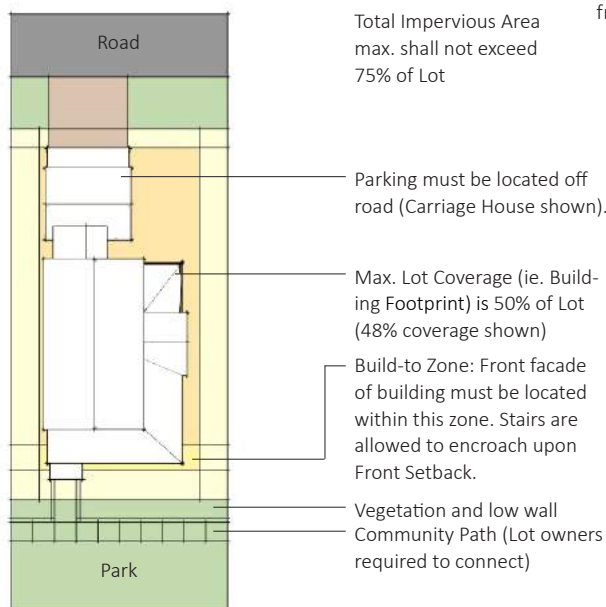 Road
Total Impervious Area
max. shall not exceed
75% of Lot
fr
Parking must be located off
road (Carriage House shown).
Max. Lot Coverage (ie. Build-
ing Footprint) is 50% of Lot
(48% coverage shown)
Build-to Zone: Front facade
of building must be located
within this zone. Stairs are
allowed to encroach upon
Front Setback.
Vegetation and low wall
Community Path (Lot owners
required to connect)
Park